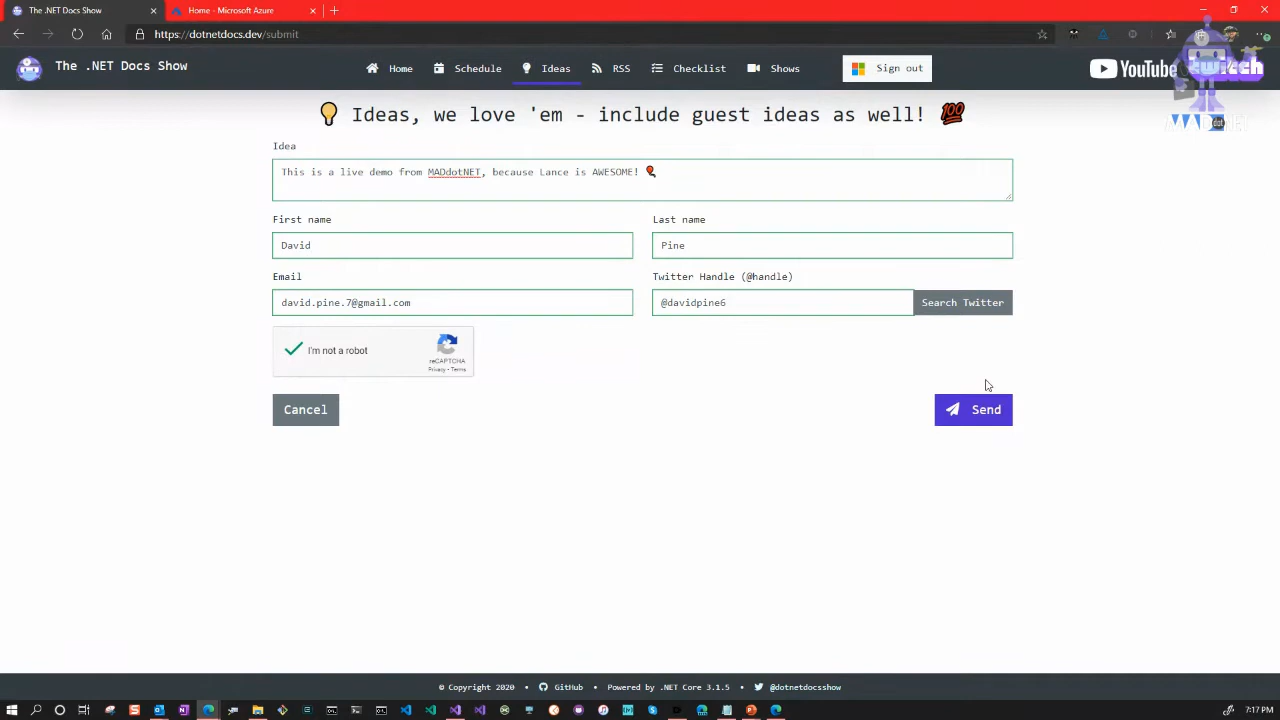 The .NET Docs Show
Home - Microsoft Azure
https://dotnetdocs.dev/submit
The .NET Docs Show
Home
Schedule
Ideas
RSS
Checklist
Shows
Sign out
YouTube
💡 Ideas, we love 'em - include guest ideas as well! 💯
Idea
This is a live demo from MADdotNET, because Lance is AWESOME! 🎈
First name
Last name
David
Pine
Email
Twitter Handle (@handle)
david.pine.7@gmail.com
@davidpine6
Search Twitter
I'm not a robot
reCAPTCHA
Privacy - Terms
Cancel
Send
© Copyright 2020 • GitHub • Powered by .NET Core 3.1.5 • @dotnetdocsshow
7:17 PM